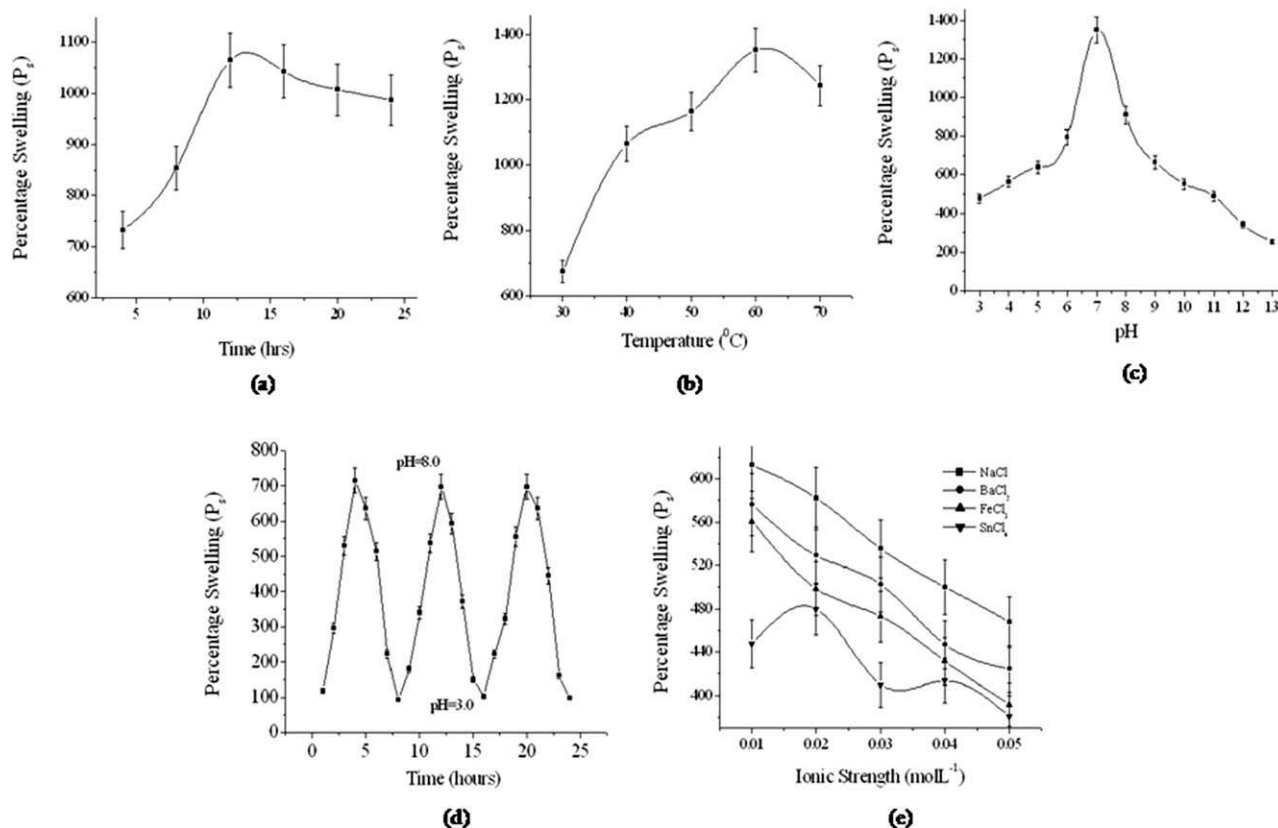 Percentage Swelling (Ps)
1100
1000
900
800
700
600
0 5 10 15 20 25
Time (hrs)
(a)
Percentage Swelling (Ps)
1400
1200
1000
800
600
30 40 50 60 70
Temperature (⁰C)
(b)
Percentage Swelling (Ps)
1400
1200
1000
800
600
400
200
0
3 4 5 6 7 8 9 10 11 12 13
pH
(c)
Percentage Swelling (Ps)
800
700
600
500
400
300
200
100
0
pH=8.0
pH=3.0
0 5 10 15 20 25
Time (hours)
(d)
Percentage Swelling (Ps)
600
560
520
480
440
400
NaCl
BaCl₂
FeCl₃
SnCl₄
0.01 0.02 0.03 0.04 0.05
Ionic Strength (molL⁻¹)
(e)